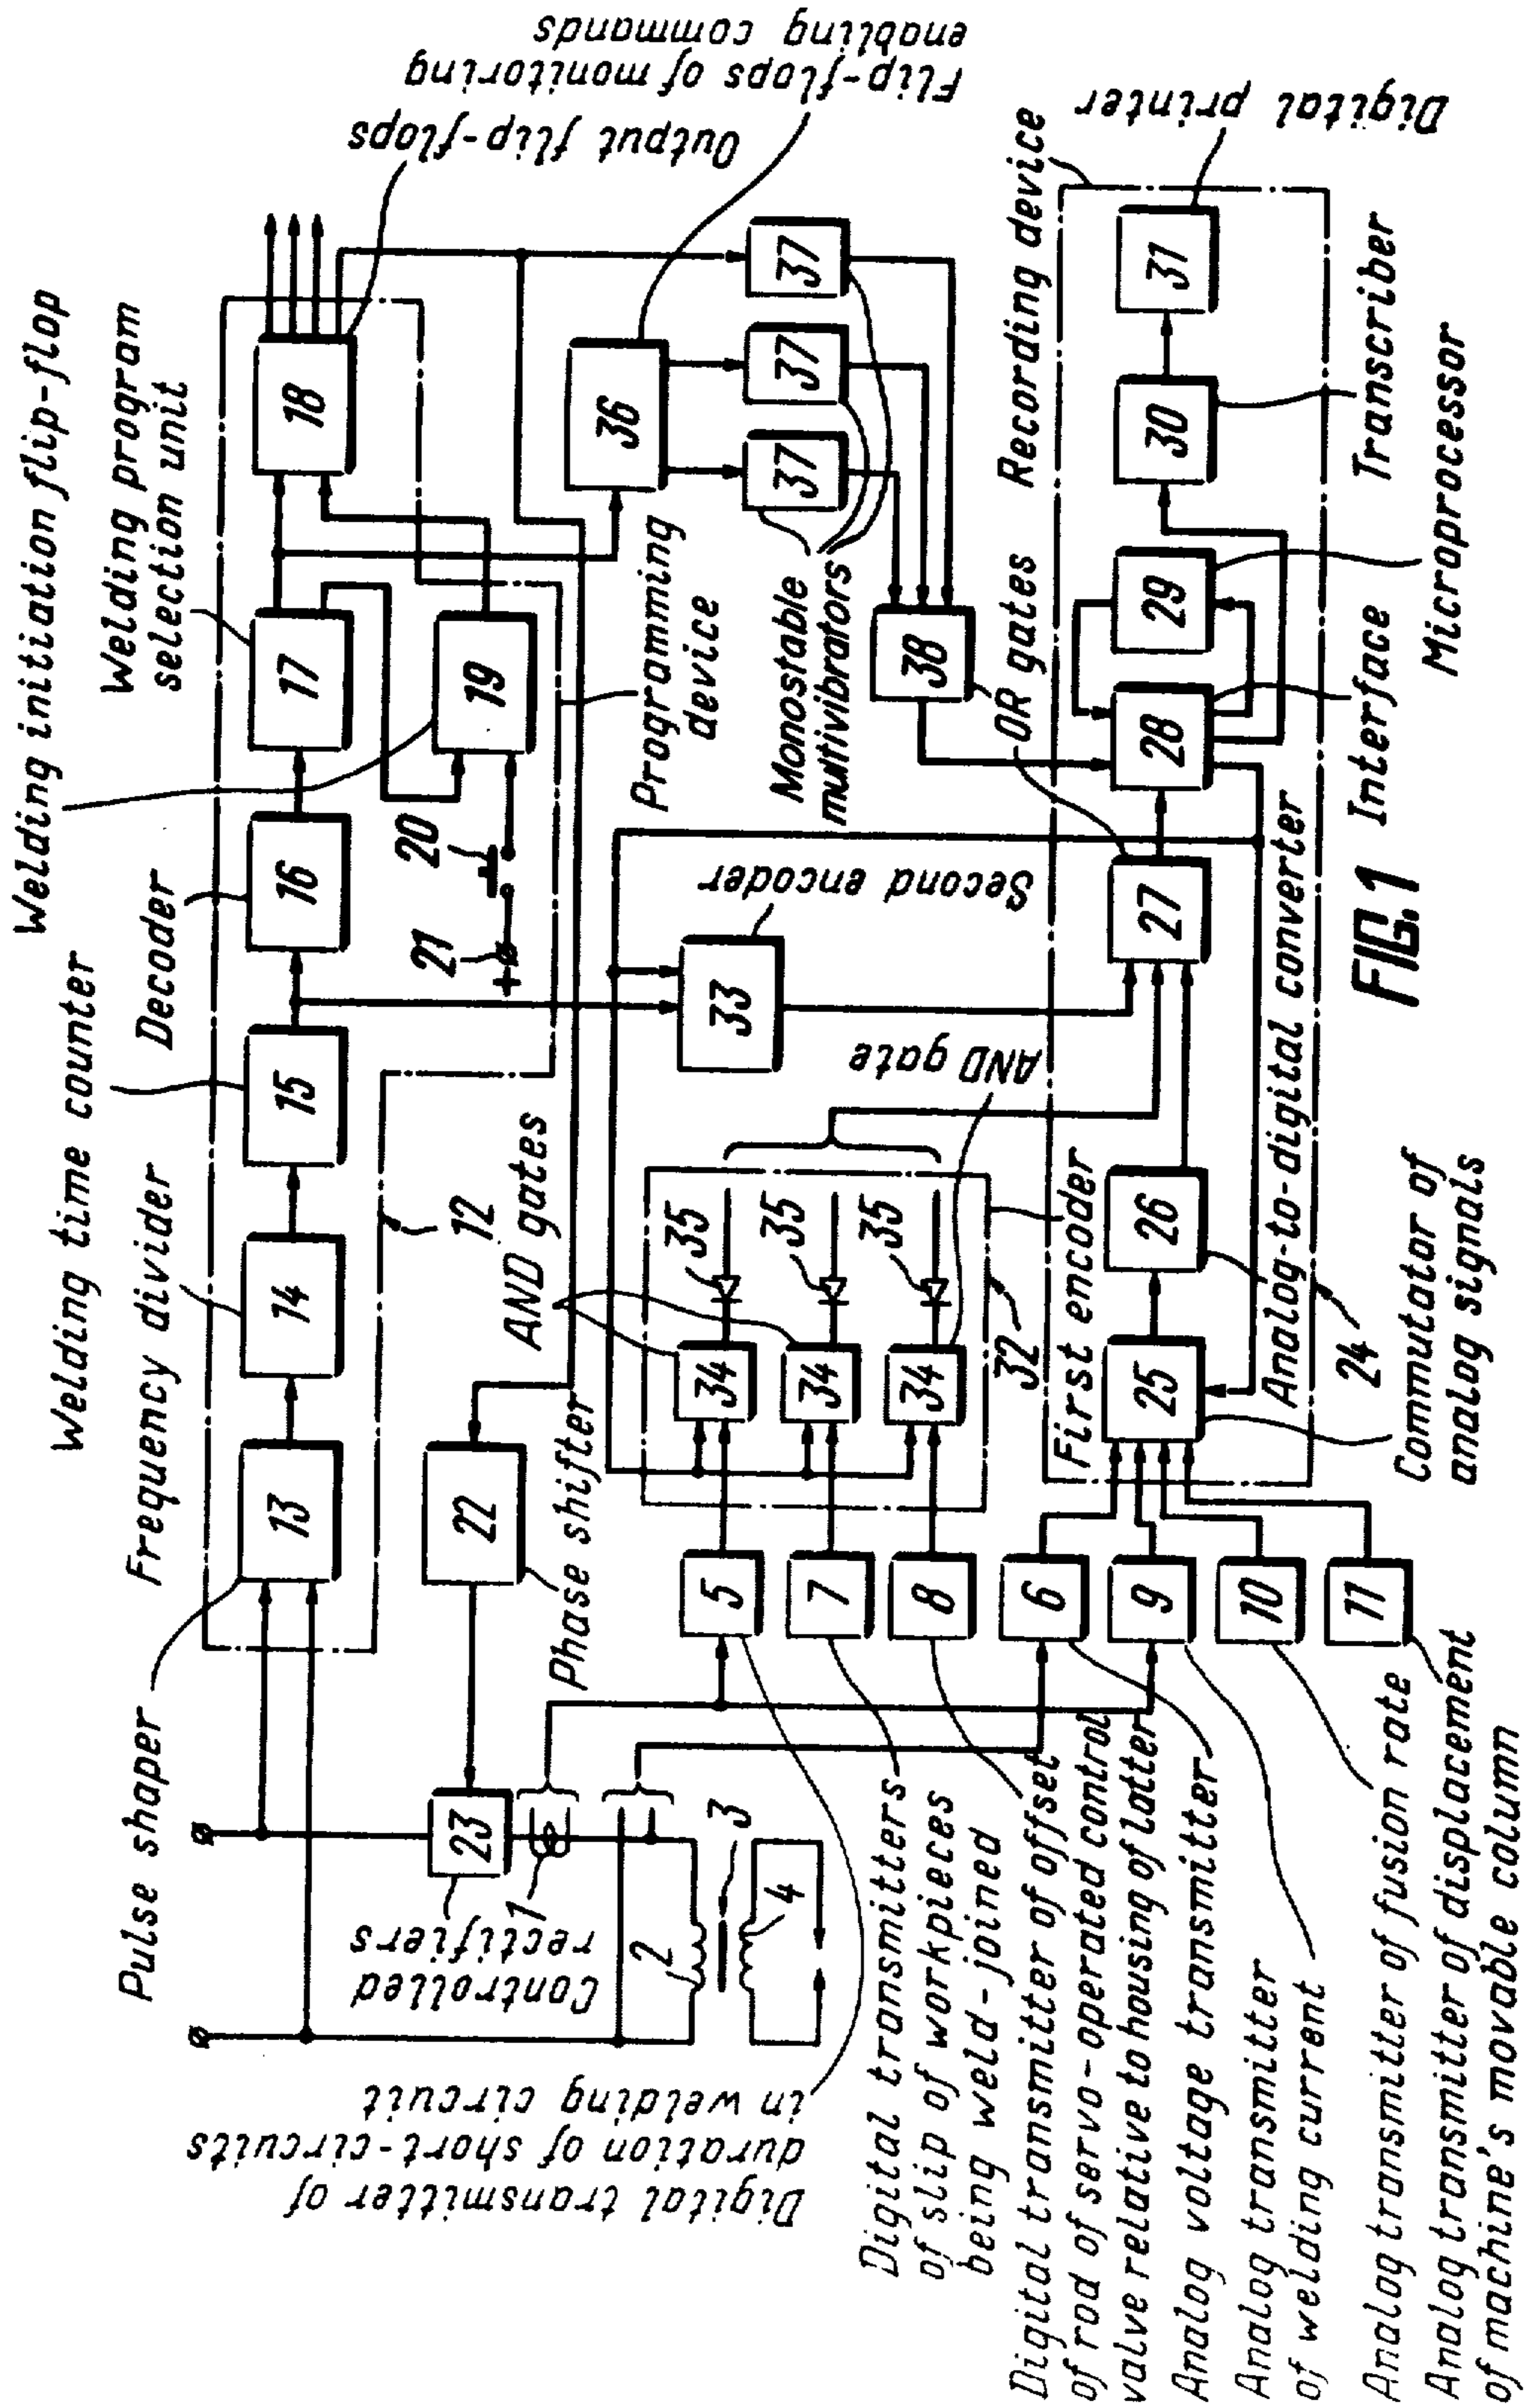 Welding initiation flip-flop
Welding program
selection unit
Output flip-flops
Flip-flops of monitoring
enabling commands
Welding time counter
Decoder
Frequency divider
Pulse shaper
13
14
15
16
17
18
19
20
21
+
12
Programming
device
22
Phase shifter
23
Controlled
rectifiers
1
2
3
4
AND gates
34
34
34
35
35
35
AND gate
32
First encoder
33
Second encoder
36
37
37
37
Monostable
multivibrators
38
OR gates
Recording device
5
7
8
6
9
10
11
25
26
27
28
29
30
31
24
Digital printer
Transcriber
Microprocessor
Interface
Analog-to-digital converter
Commutator of
analog signals
Digital transmitter of
duration of short-circuits
in welding circuit
Digital transmitters
of slip of workpieces
being weld-joined
Digital transmitter of offset
of rod of servo-operated control
valve relative to housing of latter
Analog voltage transmitter
Analog transmitter
of welding current
Analog transmitter of fusion rate
Analog transmitter of displacement
of machine's movable column
FIG.1